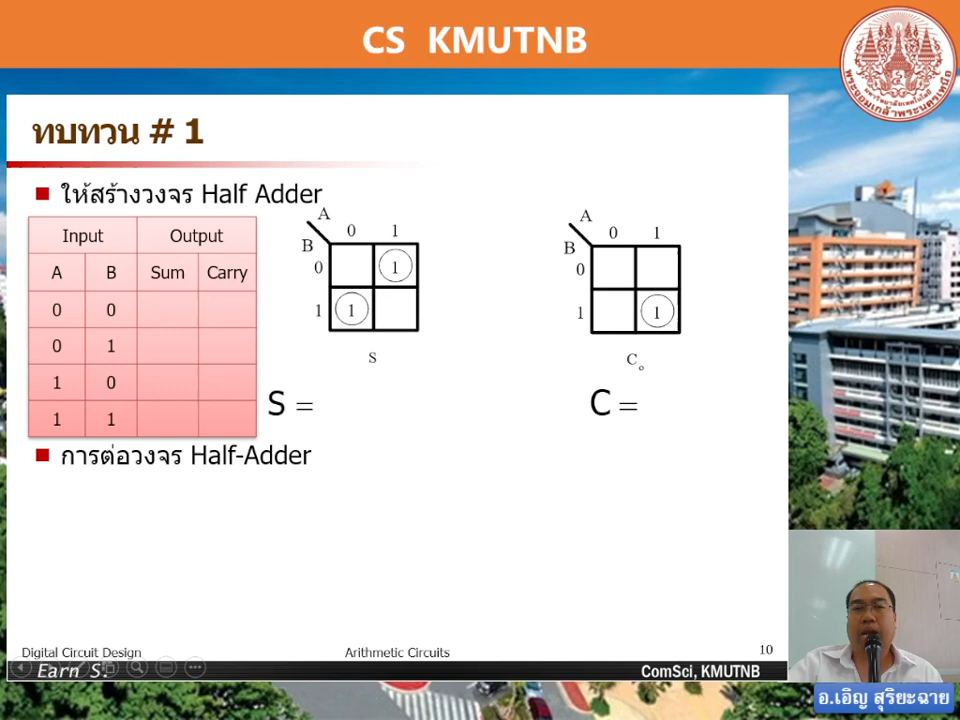 CS KMUTNB
ทบทวน # 1
ให้สร้างวงจร Half Adder
Input Output
A B Sum Carry
0 0
0 1
1 0
1 1
A
B 0 1
0 1
1 1
S
A
B 0 1
0
1 1
Co
S =
C =
การต่อวงจร Half-Adder
Digital Circuit Design Arithmetic Circuits 10
Earn S. ComSci, KMUTNB
อ.เอิญ สุริยะฉาย